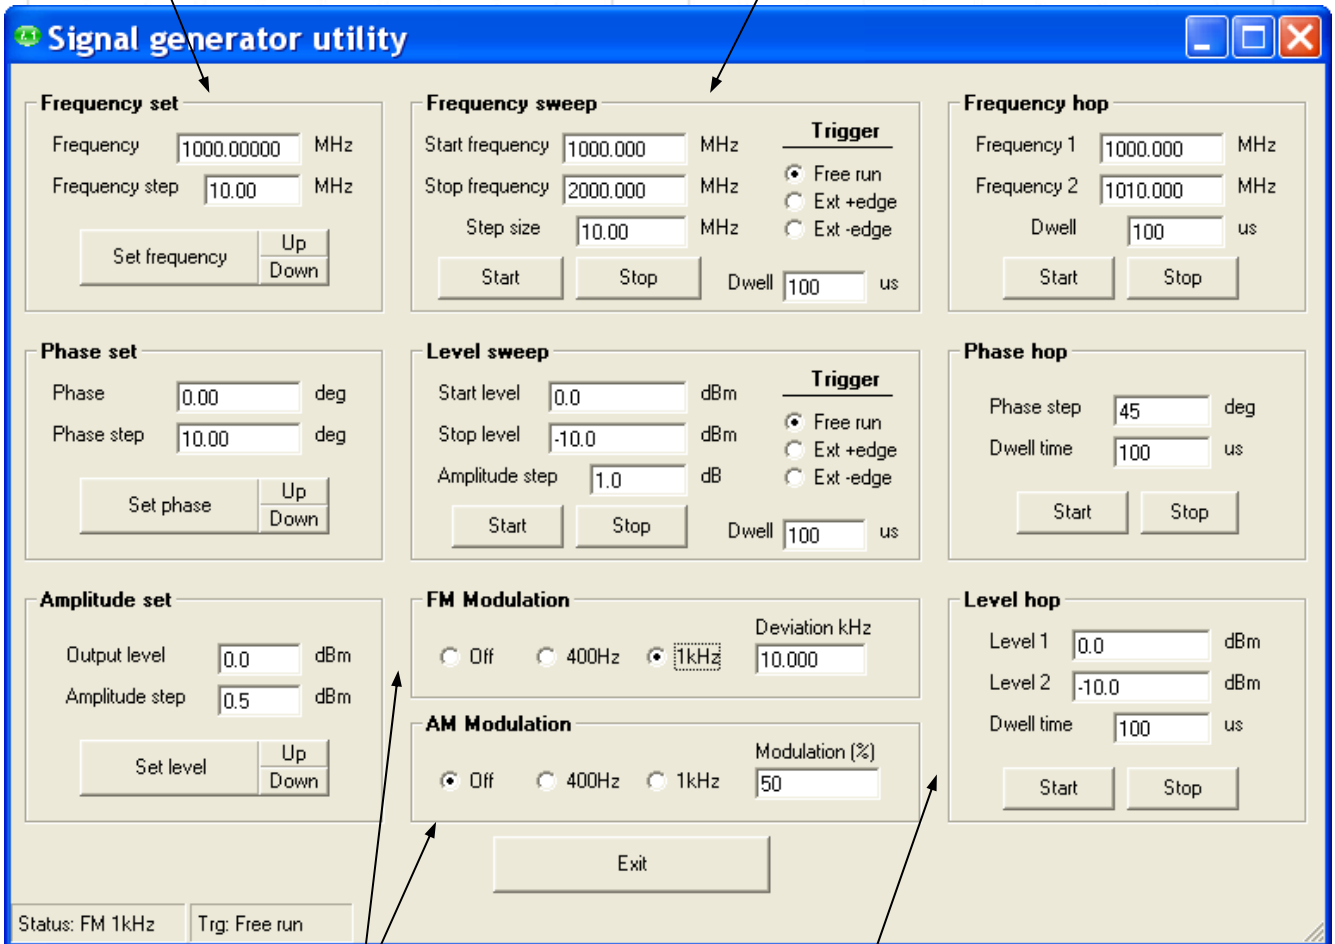 Signal generator utility
Frequency set
Frequency 1000.00000 MHz
Frequency step 10.00 MHz
Set frequency
Up
Down
Frequency sweep
Start frequency 1000.000 MHz
Stop frequency 2000.000 MHz
Step size 10.00 MHz
Start Stop
Trigger
Free run
Ext +edge
Ext -edge
Dwell 100 us
Frequency hop
Frequency 1 1000.000 MHz
Frequency 2 1010.000 MHz
Dwell 100 us
Start Stop
Phase set
Phase 0.00 deg
Phase step 10.00 deg
Set phase
Up
Down
Level sweep
Start level 0.0 dBm
Stop level -10.0 dBm
Amplitude step 1.0 dB
Start Stop
Trigger
Free run
Ext +edge
Ext -edge
Dwell 100 us
Phase hop
Phase step 45 deg
Dwell time 100 us
Start Stop
Amplitude set
Output level 0.0 dBm
Amplitude step 0.5 dBm
Set level
Up
Down
FM Modulation
Off 400Hz 1kHz
Deviation kHz
10.000
AM Modulation
Off 400Hz 1kHz
Modulation (%)
50
Level hop
Level 1 0.0 dBm
Level 2 -10.0 dBm
Dwell time 100 us
Start Stop
Exit
Status: FM 1kHz Trg: Free run